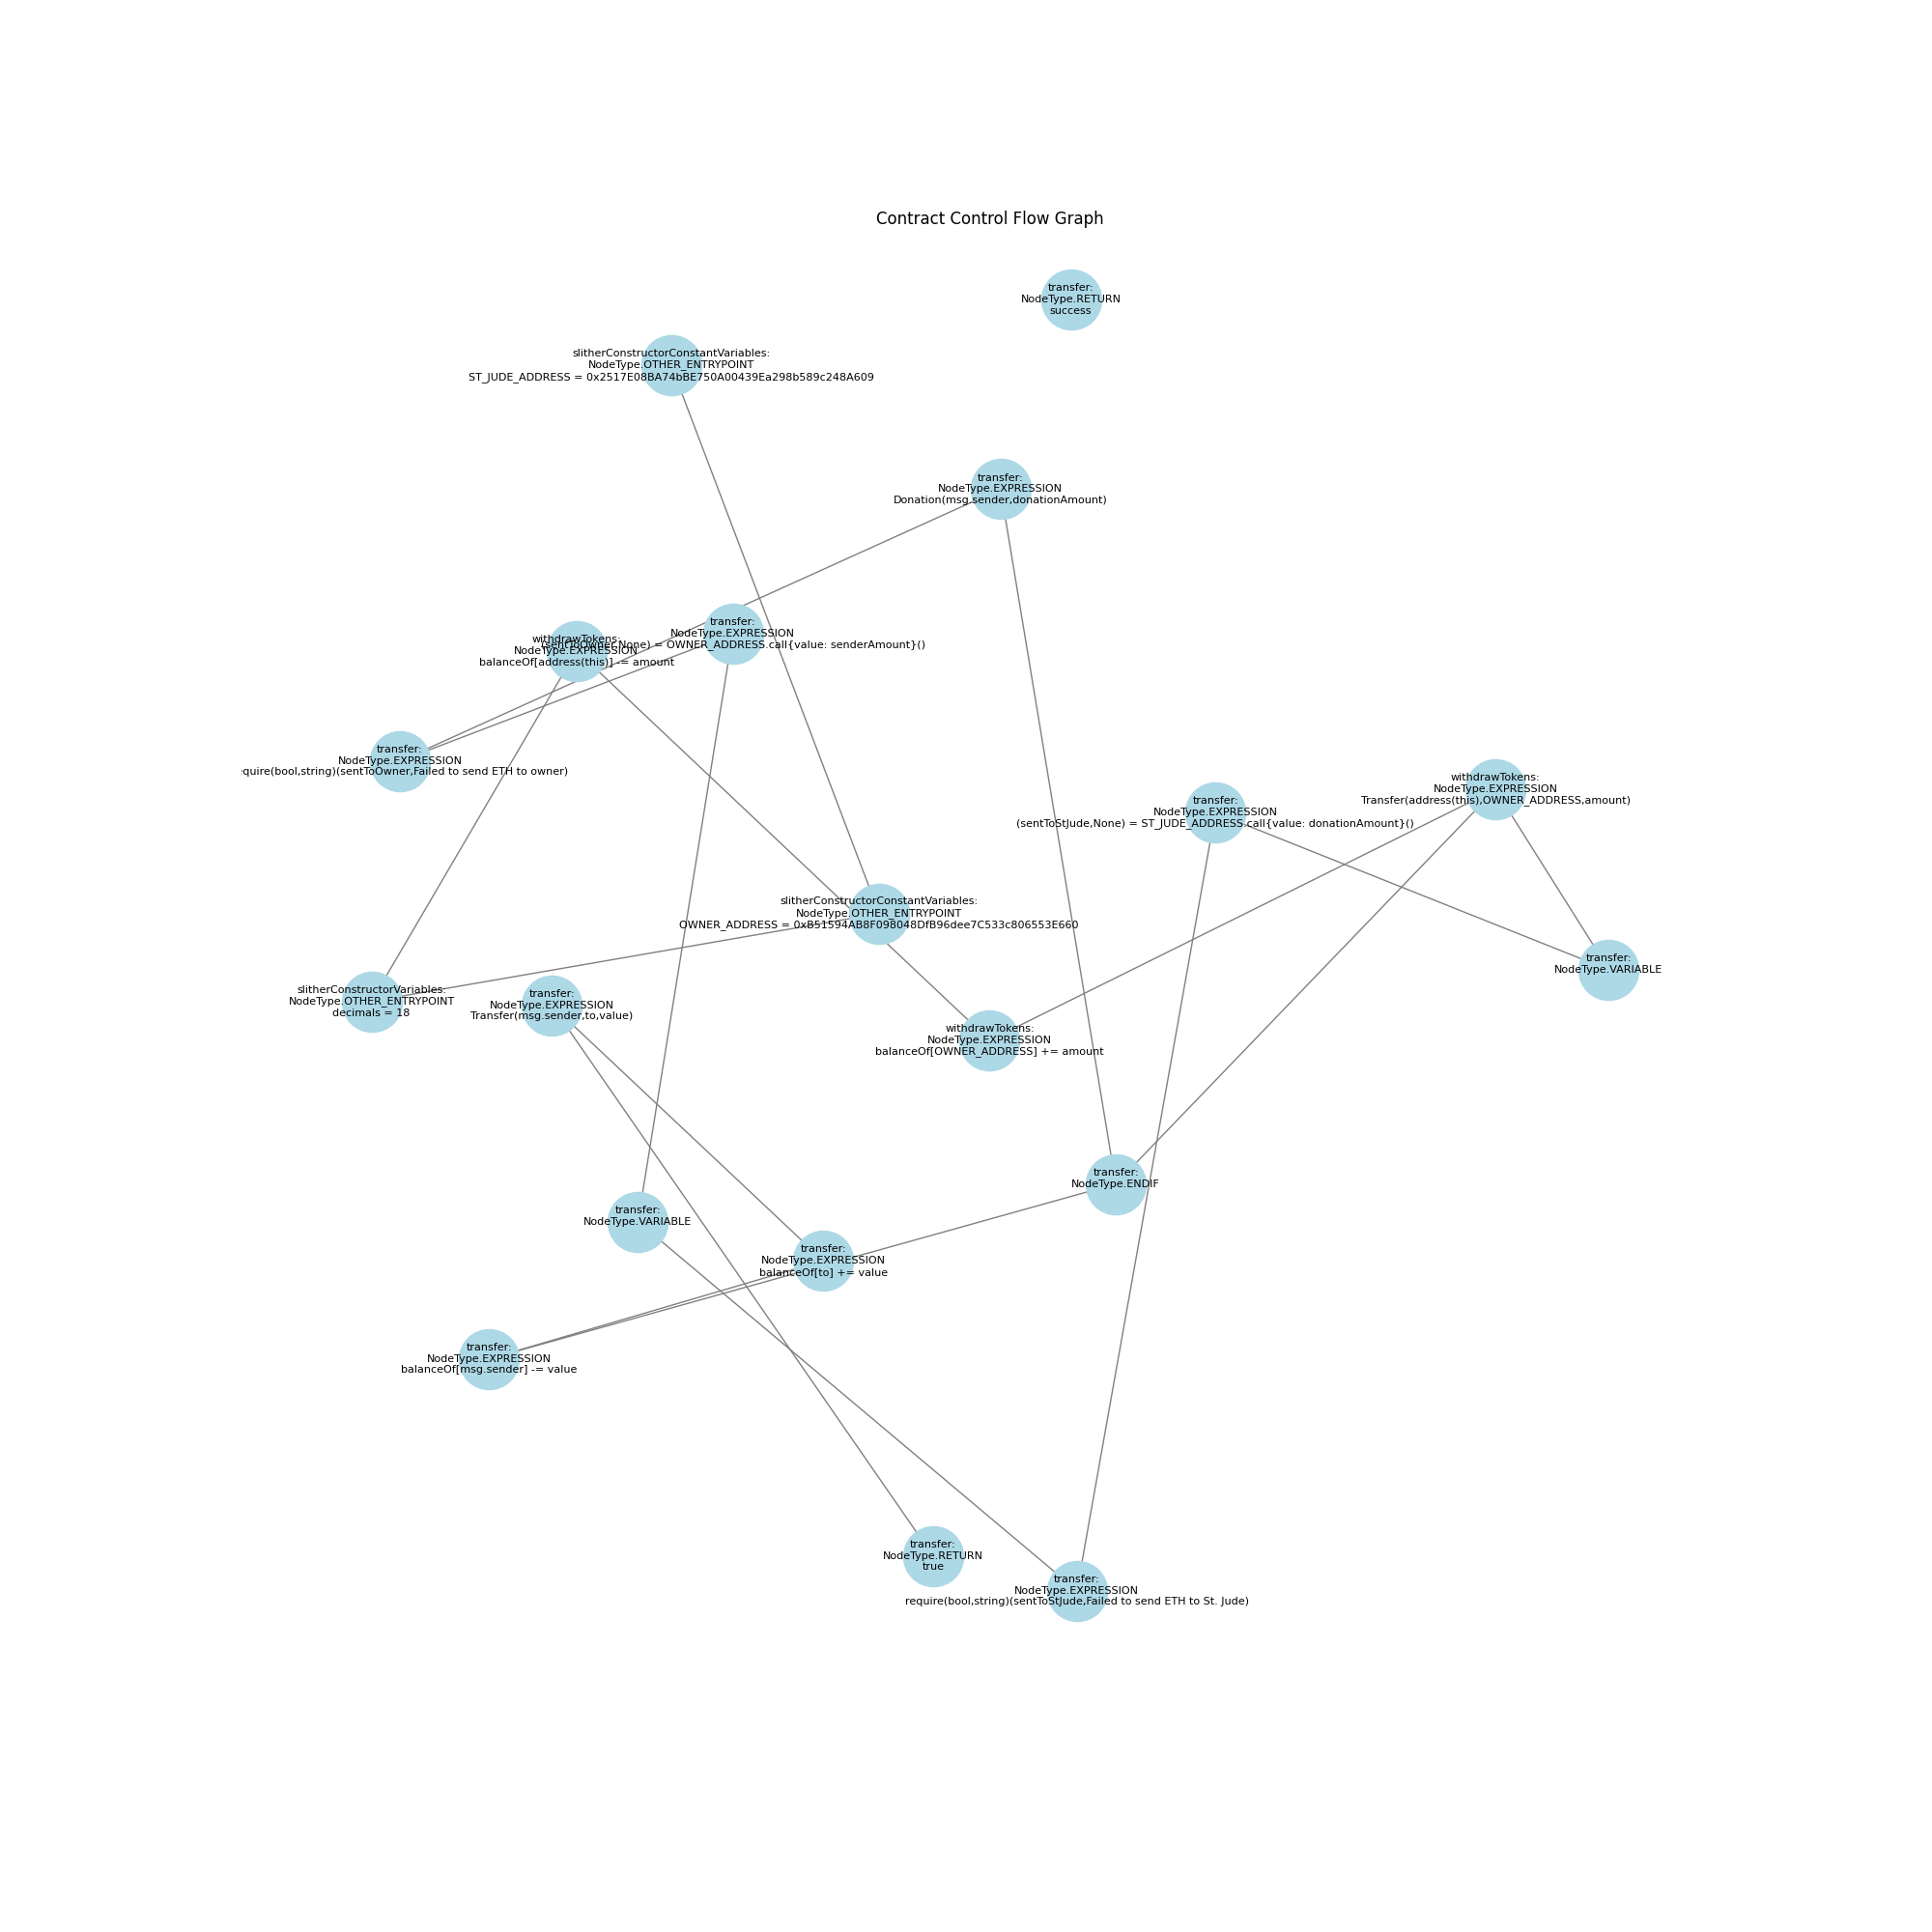 Contract Control Flow Graph
transfer:
NodeType.RETURN
success
slitherConstructorConstantVariables:
NodeType.OTHER_ENTRYPOINT
ST_JUDE_ADDRESS = 0x2517E08BA74bBE750A00439Ea298b589c248A609
transfer:
NodeType.EXPRESSION
Donation(msg.sender,donationAmount)
transfer:
NodeType.EXPRESSION
(sentToOwner,None) = OWNER_ADDRESS.call{value: senderAmount}()
withdrawTokens:
NodeType.EXPRESSION
balanceOf[address(this)] -= amount
transfer:
NodeType.EXPRESSION
quire(bool,string)(sentToOwner,Failed to send ETH to owner)
withdrawTokens:
NodeType.EXPRESSION
Transfer(address(this),OWNER_ADDRESS,amount)
transfer:
NodeType.EXPRESSION
(sentToStJude,None) = ST_JUDE_ADDRESS.call{value: donationAmount}()
slitherConstructorConstantVariables:
NodeType.OTHER_ENTRYPOINT
OWNER_ADDRESS = 0xB51594AB8F098048DfB96dee7C533c806553E660
transfer:
NodeType.VARIABLE
slitherConstructorVariables:
NodeType.OTHER_ENTRYPOINT
decimals = 18
transfer:
NodeType.EXPRESSION
Transfer(msg.sender,to,value)
withdrawTokens:
NodeType.EXPRESSION
balanceOf[OWNER_ADDRESS] += amount
transfer:
NodeType.ENDIF
transfer:
NodeType.VARIABLE
transfer:
NodeType.EXPRESSION
balanceOf[to] += value
transfer:
NodeType.EXPRESSION
balanceOf[msg.sender] -= value
transfer:
NodeType.RETURN
true
transfer:
NodeType.EXPRESSION
require(bool,string)(sentToStJude,Failed to send ETH to St. Jude)